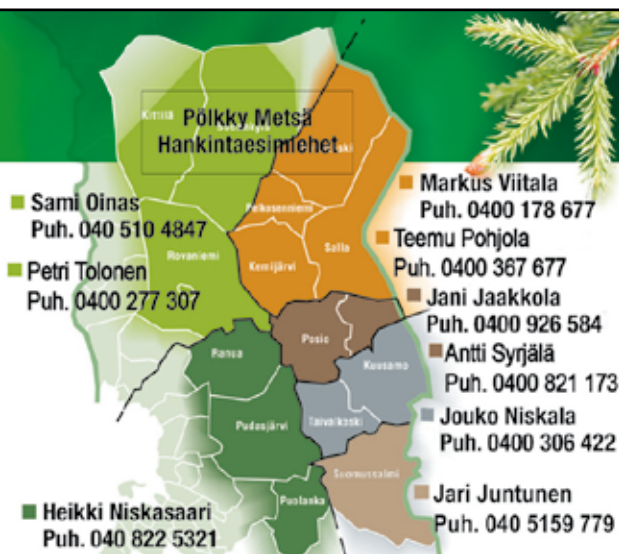 Pölkky Metsä
Hankintaesimiehet
Kittilä
Pelkosenniemi
Rovaniemi
Kemijärvi
Salla
Posio
Kuusamo
Ranua
Pudasjärvi
Taivalkoski
Suomussalmi
Puolanka
Sami Oinas
Puh. 040 510 4847
Petri Tolonen
Puh. 0400 277 307
Heikki Niskasaari
Puh. 040 822 5321
Markus Viitala
Puh. 0400 178 677
Teemu Pohjola
Puh. 0400 367 677
Jani Jaakkola
Puh. 0400 926 584
Antti Syrjälä
Puh. 0400 821 173
Jouko Niskala
Puh. 0400 306 422
Jari Juntunen
Puh. 040 5159 779